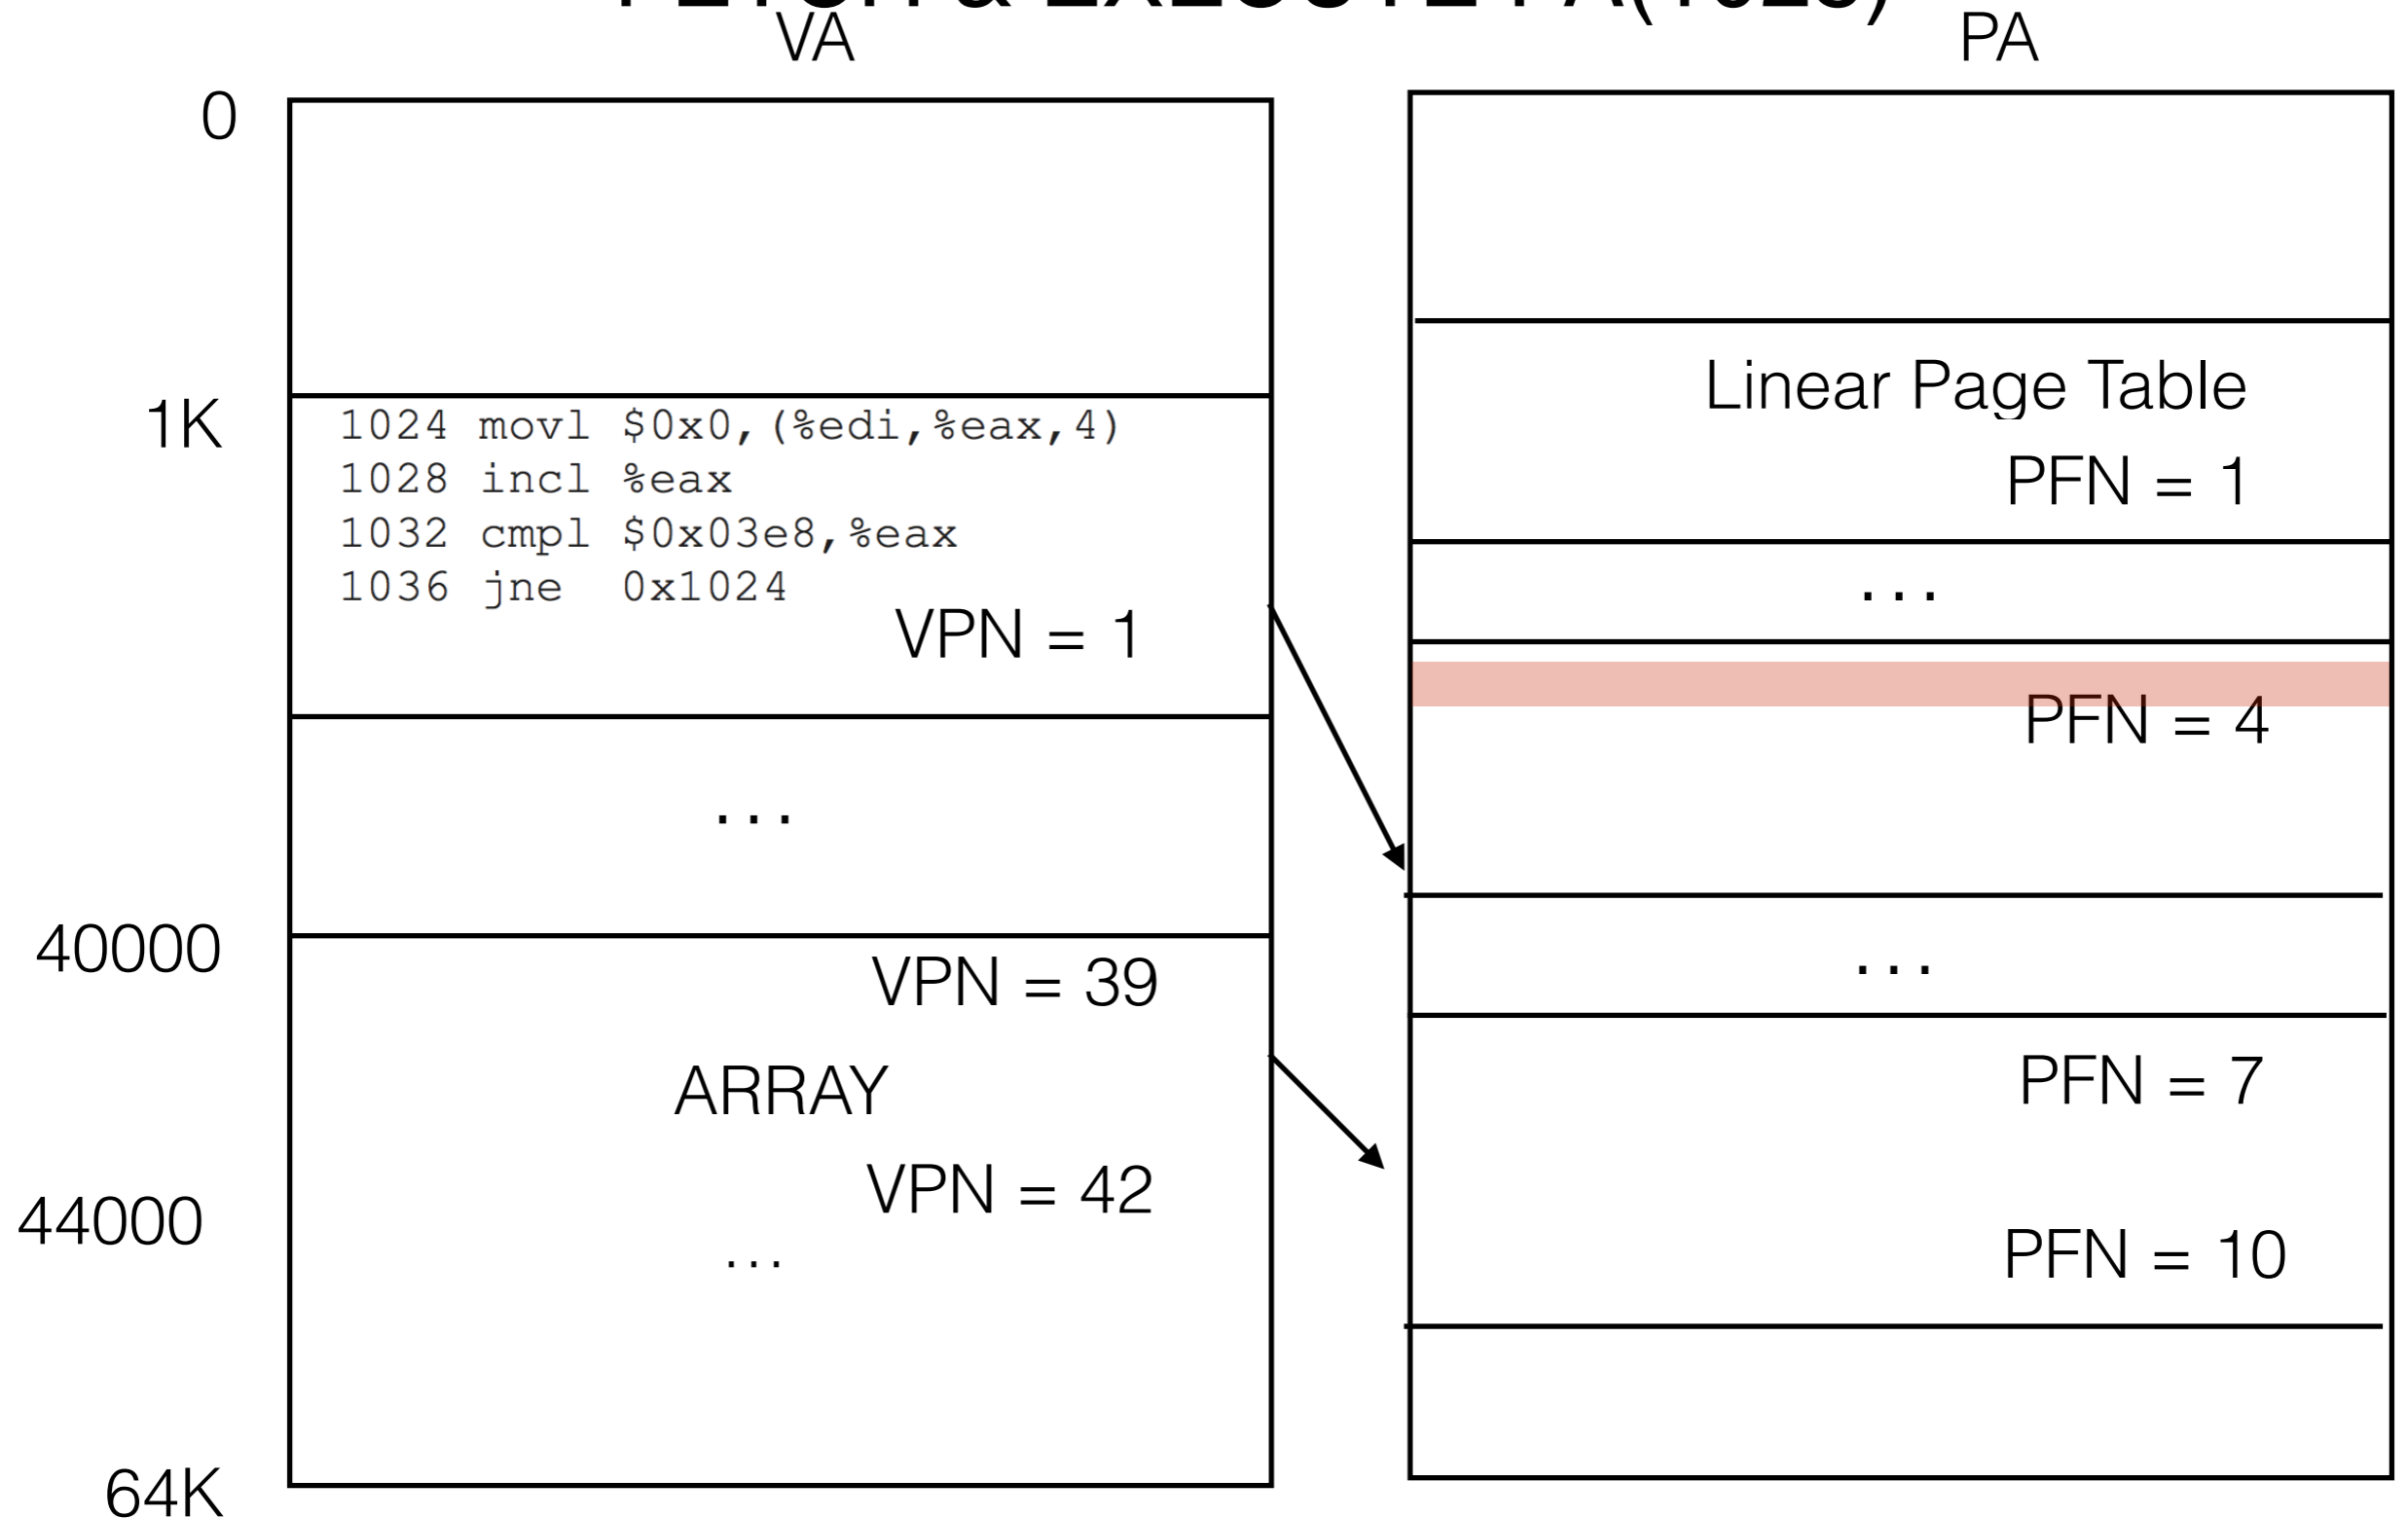 VA
PA
0
1K
1024 movl $0x0,(%edi,%eax,4)
1028 incl %eax
1032 cmpl $0x03e8,%eax
1036 jne 0x1024
VPN = 1
...
40000
VPN = 39
ARRAY
VPN = 42
44000
...
64K
Linear Page Table
PFN = 1
...
PFN = 4
...
PFN = 7
PFN = 10